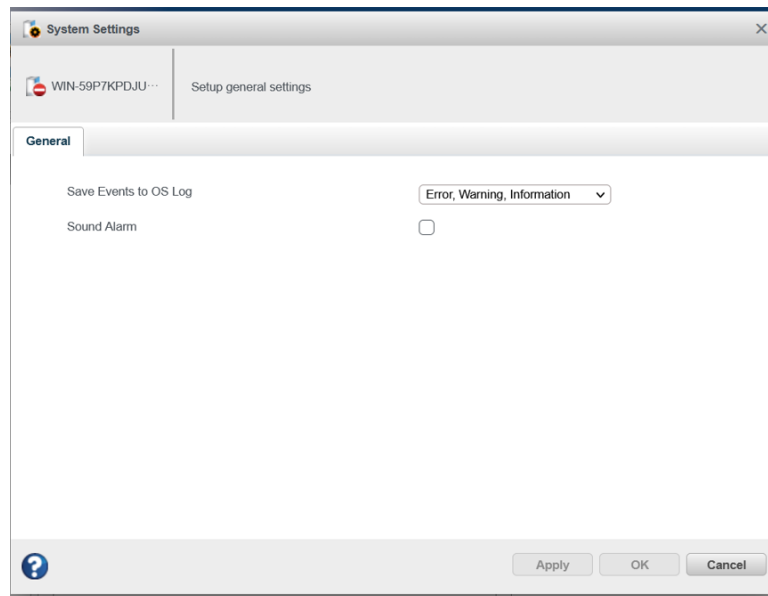 System Settings
WIN-59P7KPDJU···
Setup general settings
General
Save Events to OS Log
Error, Warning, Information
Sound Alarm
Apply
OK
Cancel